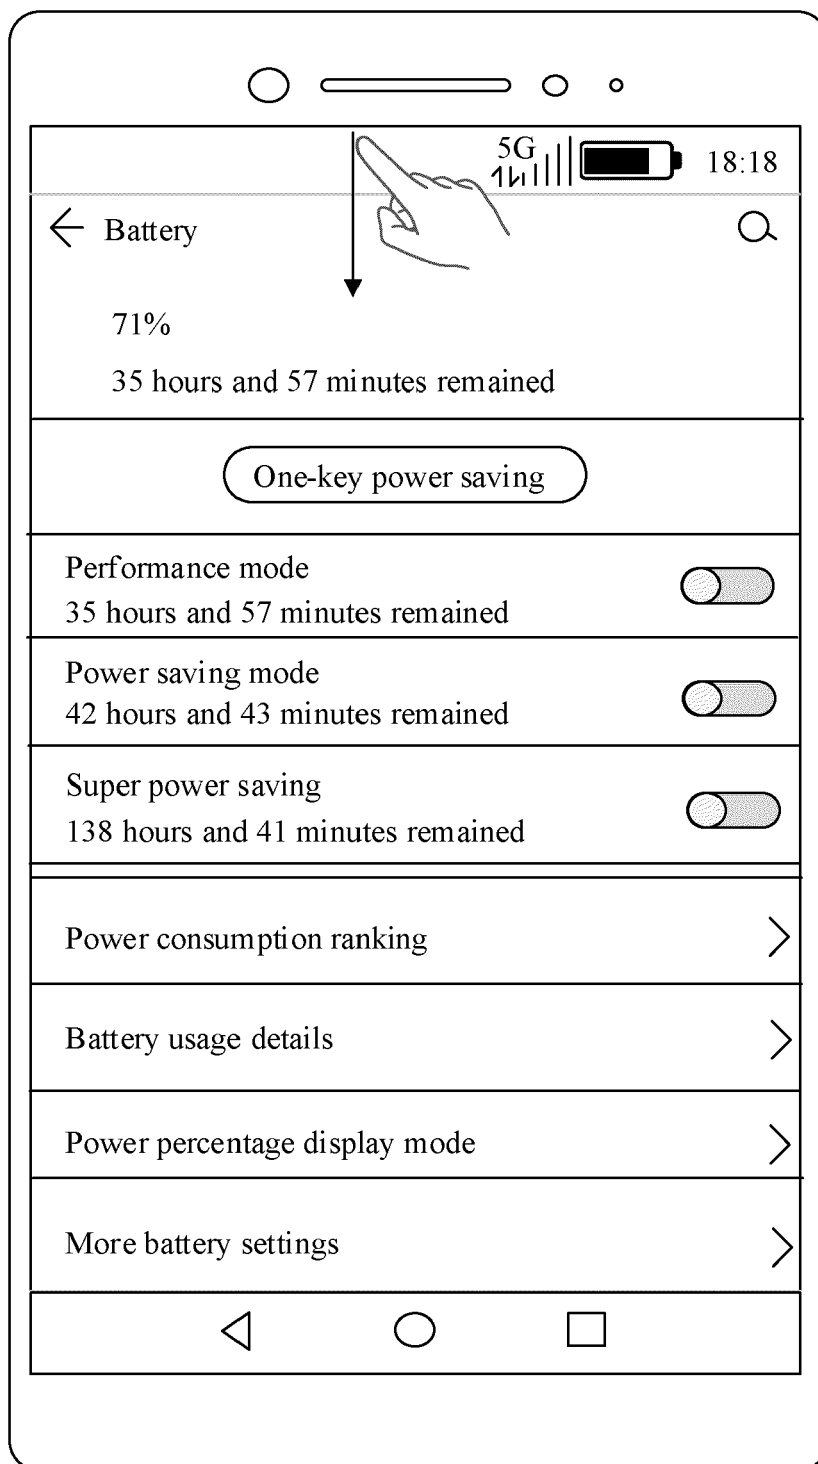 5G
18:18
Battery
71%
35 hours and 57 minutes remained
One-key power saving
Performance mode
35 hours and 57 minutes remained
Power saving mode
42 hours and 43 minutes remained
Super power saving
138 hours and 41 minutes remained
Power consumption ranking
Battery usage details
Power percentage display mode
More battery settings